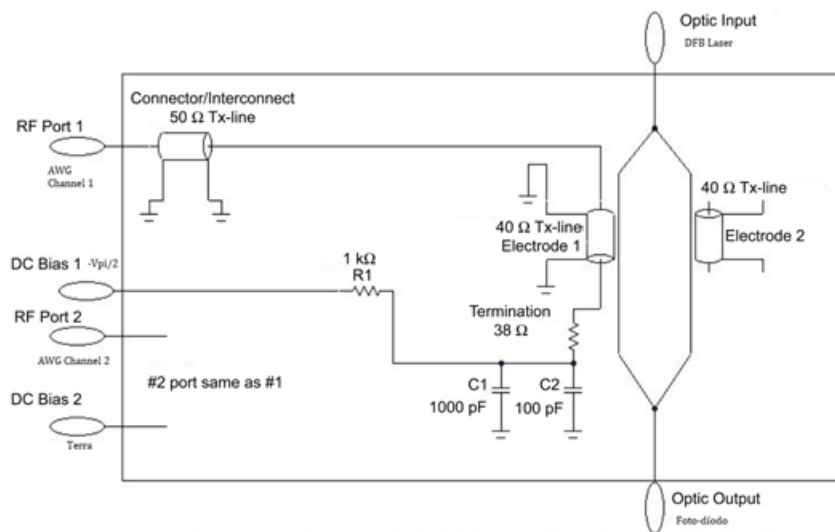 Optic Input
DFB Laser
Connector/Interconnect
50 Ω Tx-line
RF Port 1
AWG
Channel 1
40 Ω Tx-line
40 Ω Tx-line
Electrode 1
Electrode 2
DC Bias 1 -Vpi/2
1 kΩ
R1
RF Port 2
AWG Channel 2
Termination
38 Ω
#2 port same as #1
C1
1000 pF
C2
100 pF
DC Bias 2
Terra
Optic Output
Foto-díodo